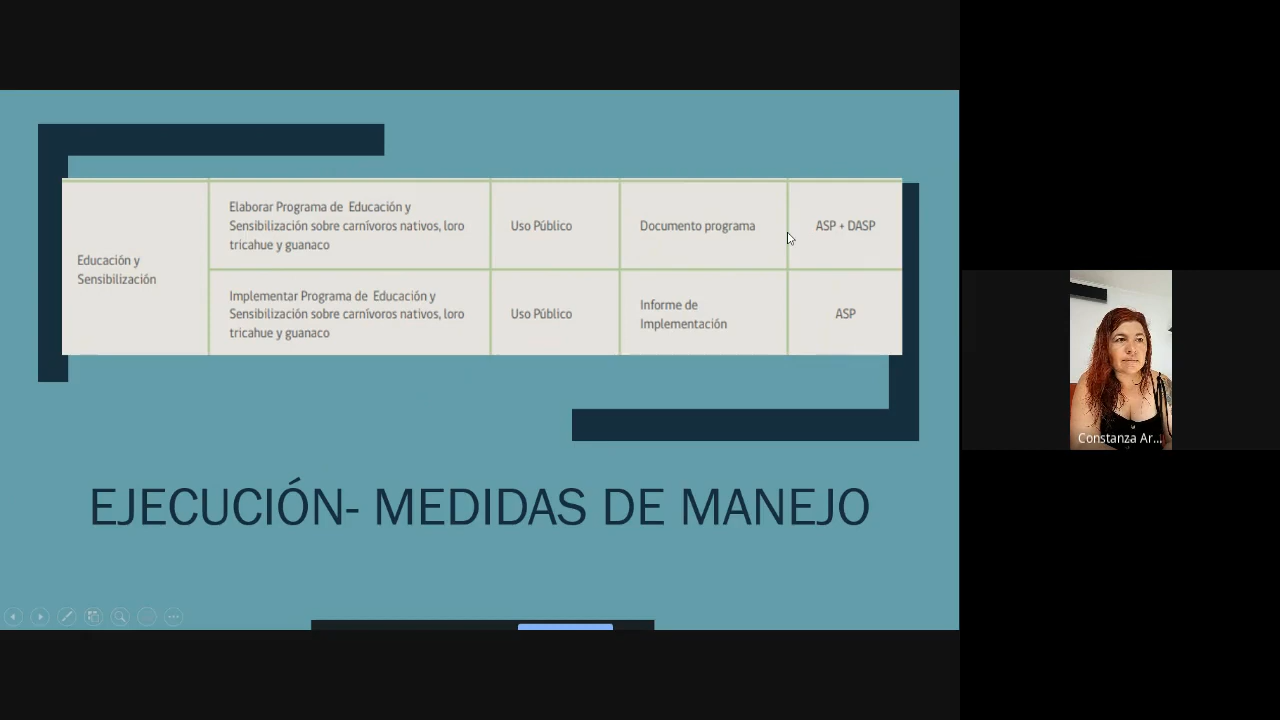 Educación y
Sensibilización
Elaborar Programa de Educación y
Sensibilización sobre carnívoros nativos, loro
tricahue y guanaco
Uso Público
Documento programa
ASP + DASP
Implementar Programa de Educación y
Sensibilización sobre carnívoros nativos, loro
tricahue y guanaco
Uso Público
Informe de
Implementación
ASP
EJECUCIÓN- MEDIDAS DE MANEJO
Constanza Ar...